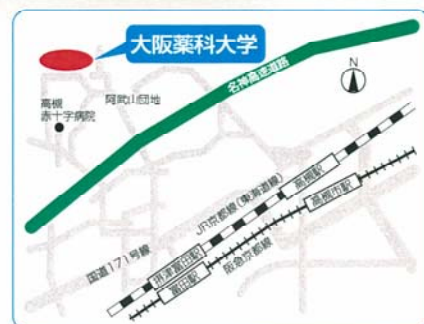 大阪薬科大学
名神高速道路
N
高槻
赤十字病院
阿武山団地
JR京都線(東海道線)
高槻駅
高槻市駅
国道171号線
摂津富田駅
富田駅
阪急京都線